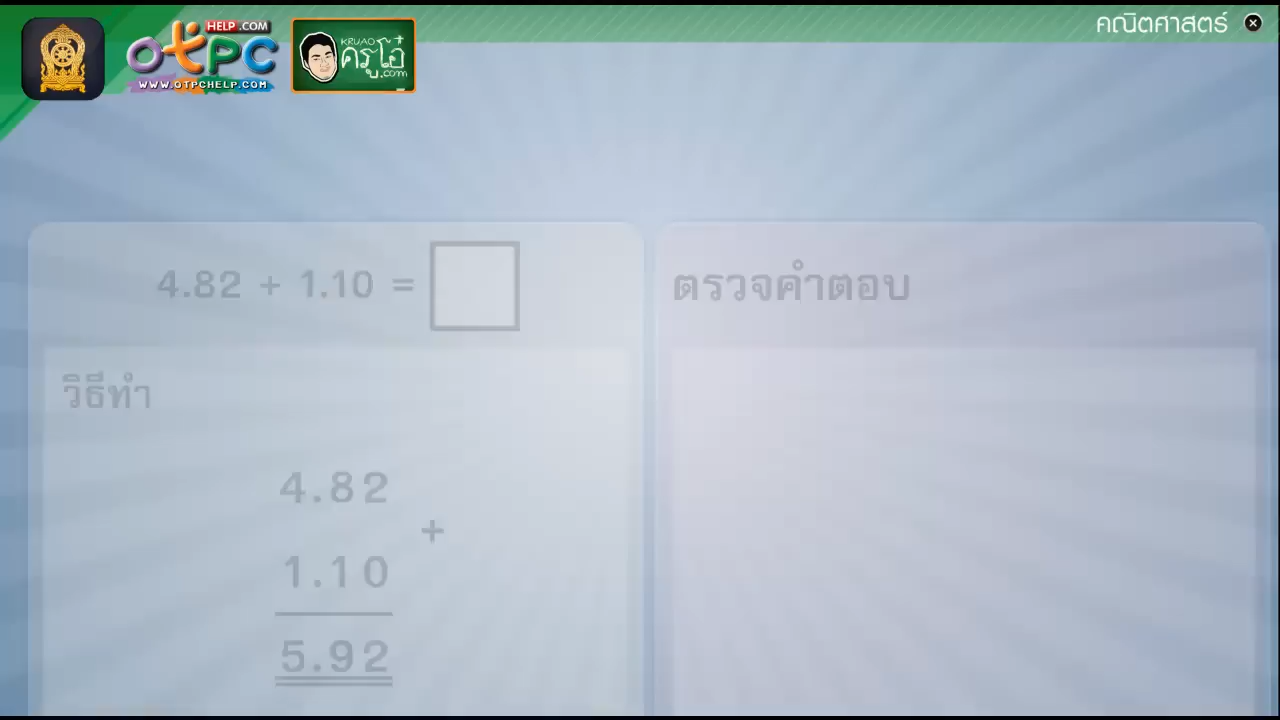 คณิตศาสตร์
HELP.COM
OTPC
WWW.OTPCHELP.COM
KRUAO
ครูโอ๋
.com
4.82 + 1.10 =
วิธีทำ
4.82
+
1.10
5.92
ตรวจคำตอบ